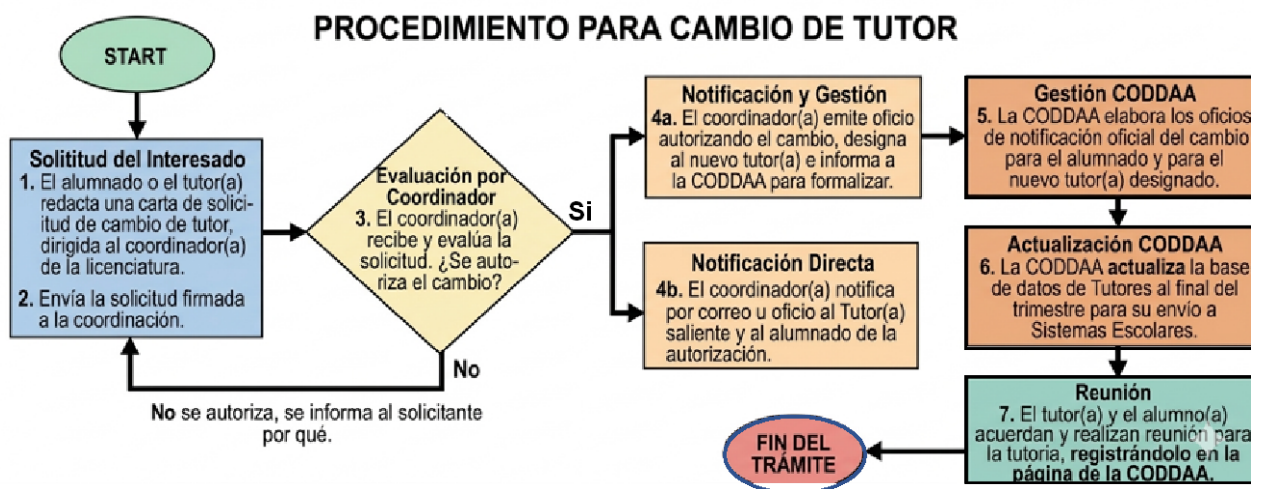 PROCEDIMIENTO PARA CAMBIO DE TUTOR
START
Solititud del Interesado
1. El alumnado o el tutor(a)
redacta una carta de solici-
titud de cambio de tutor,
dirigida al coordinador(a)
de la licenciatura.
2. Envía la solicitud firmada
a la coordinación.
Evaluación por
Coordinador
3. El coordinador(a)
recibe y evalúa la
solicitud. ¿Se auto-
riza el cambio?
Si
No
No se autoriza, se informa al solicitante
por qué.
Notificación y Gestión
4a. El coordinador(a) emite oficio
autorizando el cambio, designa
al nuevo tutor(a) e informa a
la CODDAA para formalizar.
Notificación Directa
4b. El coordinador(a) notifica
por correo u oficio al Tutor(a)
saliente y al alumnado de la
autorización.
Gestión CODDAA
5. La CODDAA elabora los oficios
de notificación oficial del cambio
para el alumnado y para el
nuevo tutor(a) designado.
Actualización CODDAA
6. La CODDAA actualiza la base
de datos de Tutores al final del
trimestre para su envío a
Sistemas Escolares.
Reunión
7. El tutor(a) y el alumno(a)
acuerdan y realizan reunión para
la tutoría, registrándolo en la
página de la CODDAA.
FIN DEL
TRÁMITE